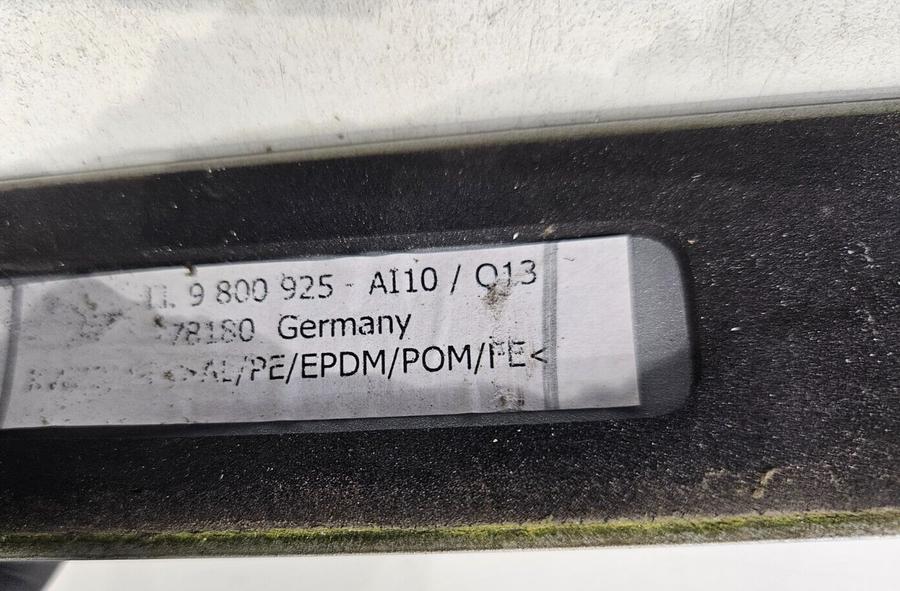 9 800 925 - AI10 / Q13
78180 Germany
>AL/PE/EPDM/POM/FE<